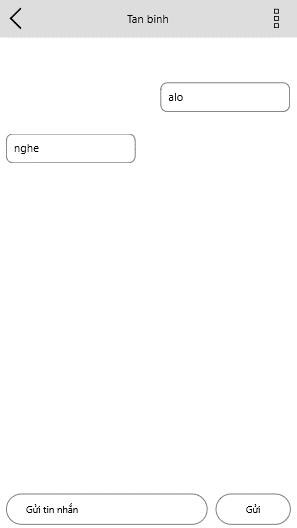 Tan binh
alo
nghe
Gửi tin nhắn
Gửi